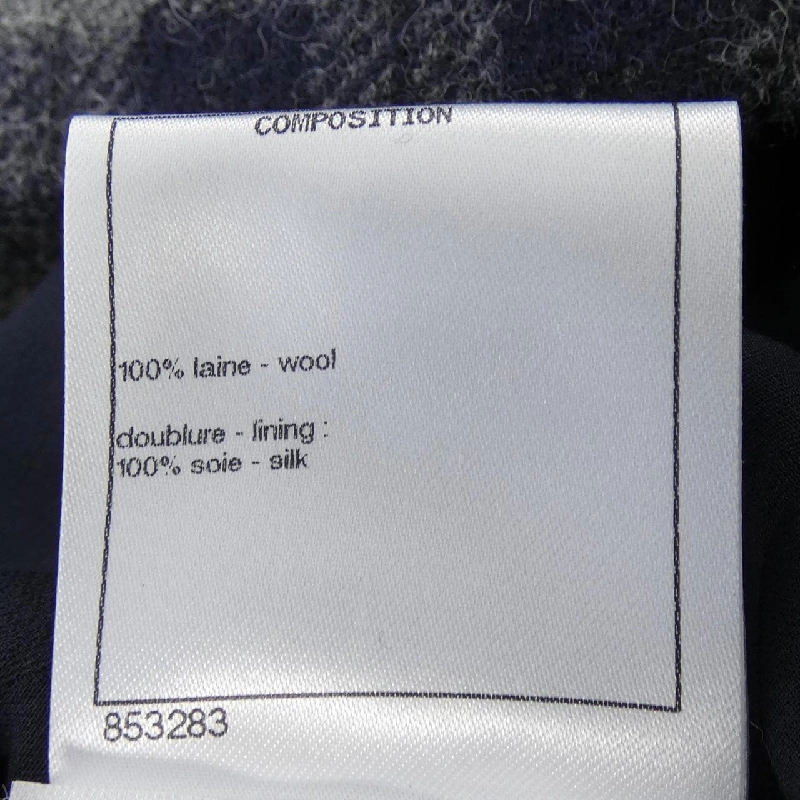 COMPOSITION
100% laine - wool
doublure - lining :
100% soie - silk
853283